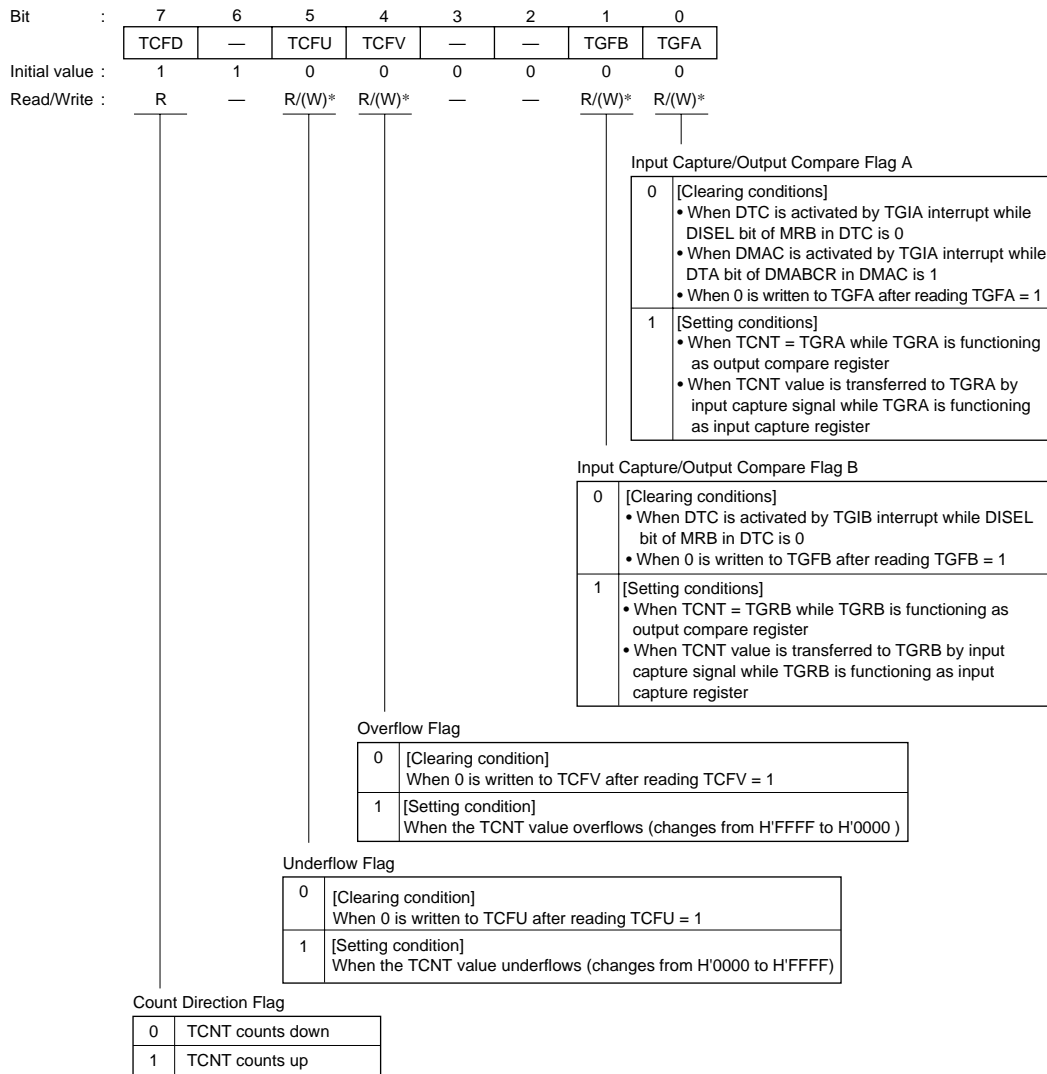 Bit : 7 6 5 4 3 2 1 0
TCFD — TCFU TCFV — — TGFB TGFA
Initial value : 1 1 0 0 0 0 0 0
Read/Write : R — R/(W)* R/(W)* — — R/(W)* R/(W)*
Input Capture/Output Compare Flag A
0 [Clearing conditions]
• When DTC is activated by TGIA interrupt while
DISEL bit of MRB in DTC is 0
• When DMAC is activated by TGIA interrupt while
DTA bit of DMABCR in DMAC is 1
• When 0 is written to TGFA after reading TGFA = 1
1 [Setting conditions]
• When TCNT = TGRA while TGRA is functioning
as output compare register
• When TCNT value is transferred to TGRA by
input capture signal while TGRA is functioning
as input capture register
Input Capture/Output Compare Flag B
0 [Clearing conditions]
• When DTC is activated by TGIB interrupt while DISEL
bit of MRB in DTC is 0
• When 0 is written to TGFB after reading TGFB = 1
1 [Setting conditions]
• When TCNT = TGRB while TGRB is functioning as
output compare register
• When TCNT value is transferred to TGRB by input
capture signal while TGRB is functioning as input
capture register
Overflow Flag
0 [Clearing condition]
When 0 is written to TCFV after reading TCFV = 1
1 [Setting condition]
When the TCNT value overflows (changes from H'FFFF to H'0000 )
Underflow Flag
0 [Clearing condition]
When 0 is written to TCFU after reading TCFU = 1
1 [Setting condition]
When the TCNT value underflows (changes from H'0000 to H'FFFF)
Count Direction Flag
0 TCNT counts down
1 TCNT counts up